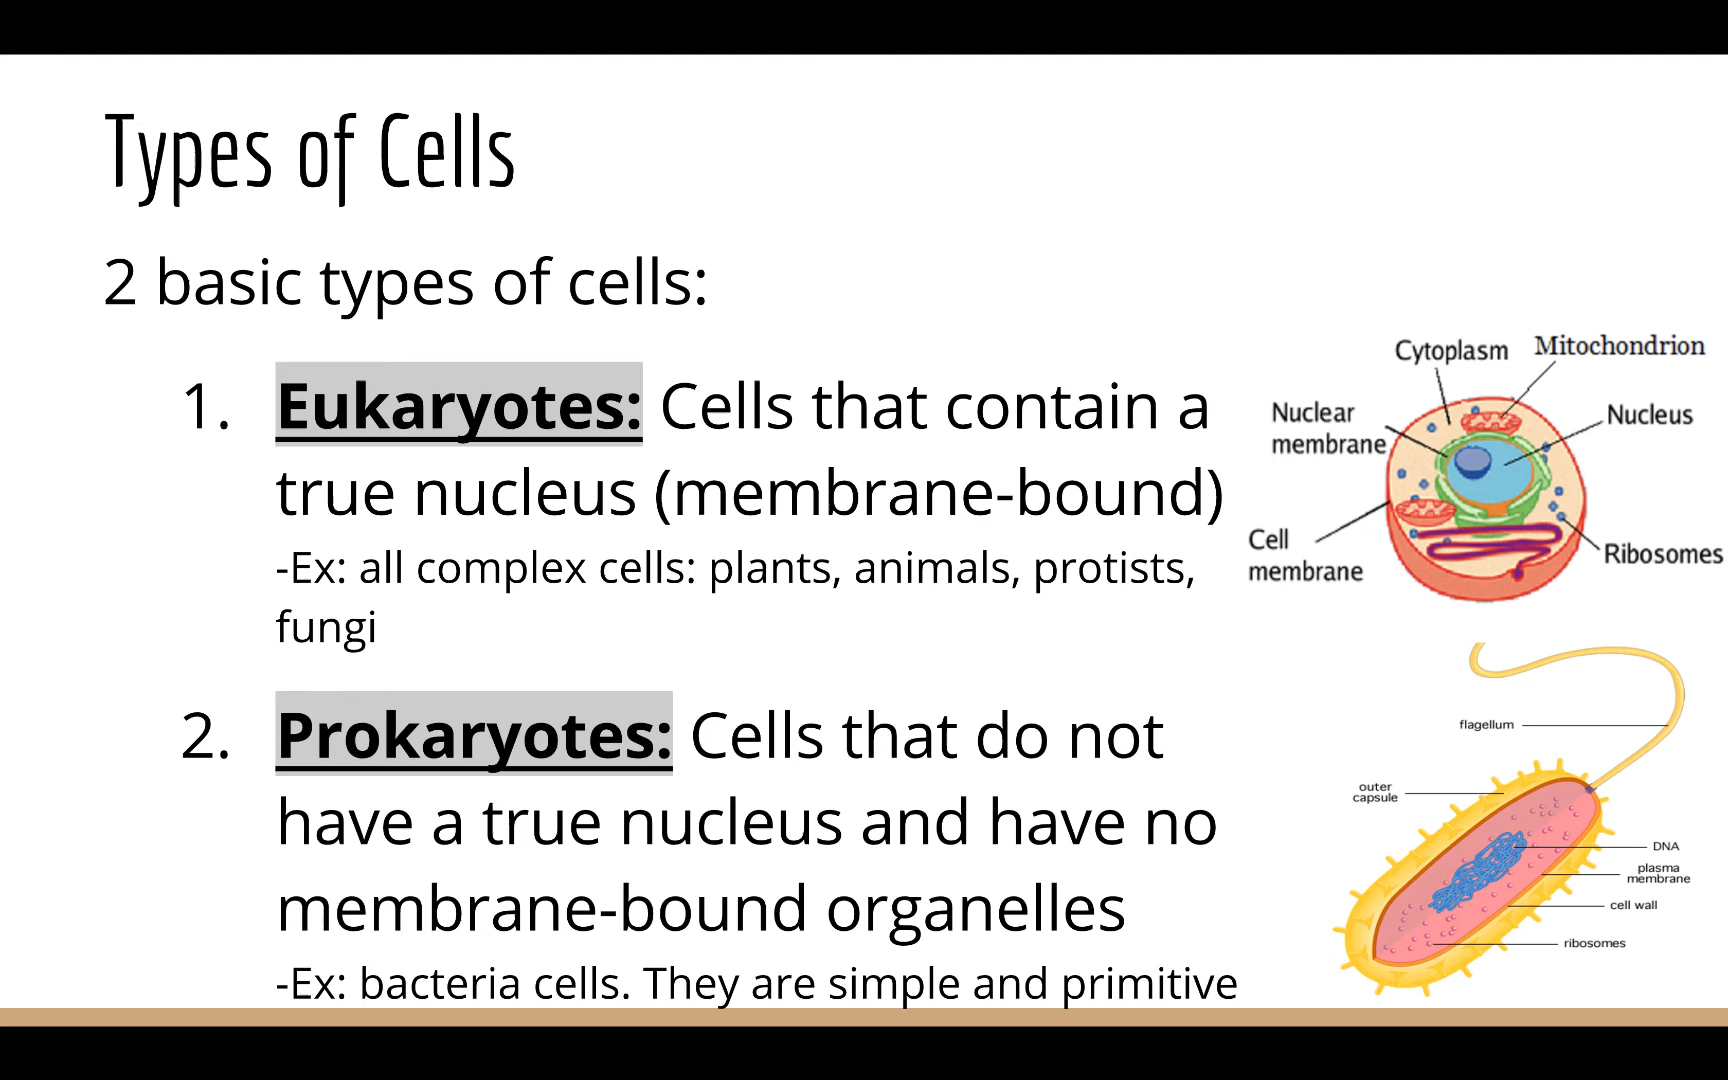 Types of Cells
2 basic types of cells:
1. Eukaryotes: Cells that contain a
true nucleus (membrane-bound)
-Ex: all complex cells: plants, animals, protists,
fungi
2. Prokaryotes: Cells that do not
have a true nucleus and have no
membrane-bound organelles
-Ex: bacteria cells. They are simple and primitive
Cytoplasm
Mitochondrion
Nuclear
membrane
Nucleus
Cell
membrane
Ribosomes
flagellum
outer
capsule
DNA
plasma
membrane
cell wall
ribosomes